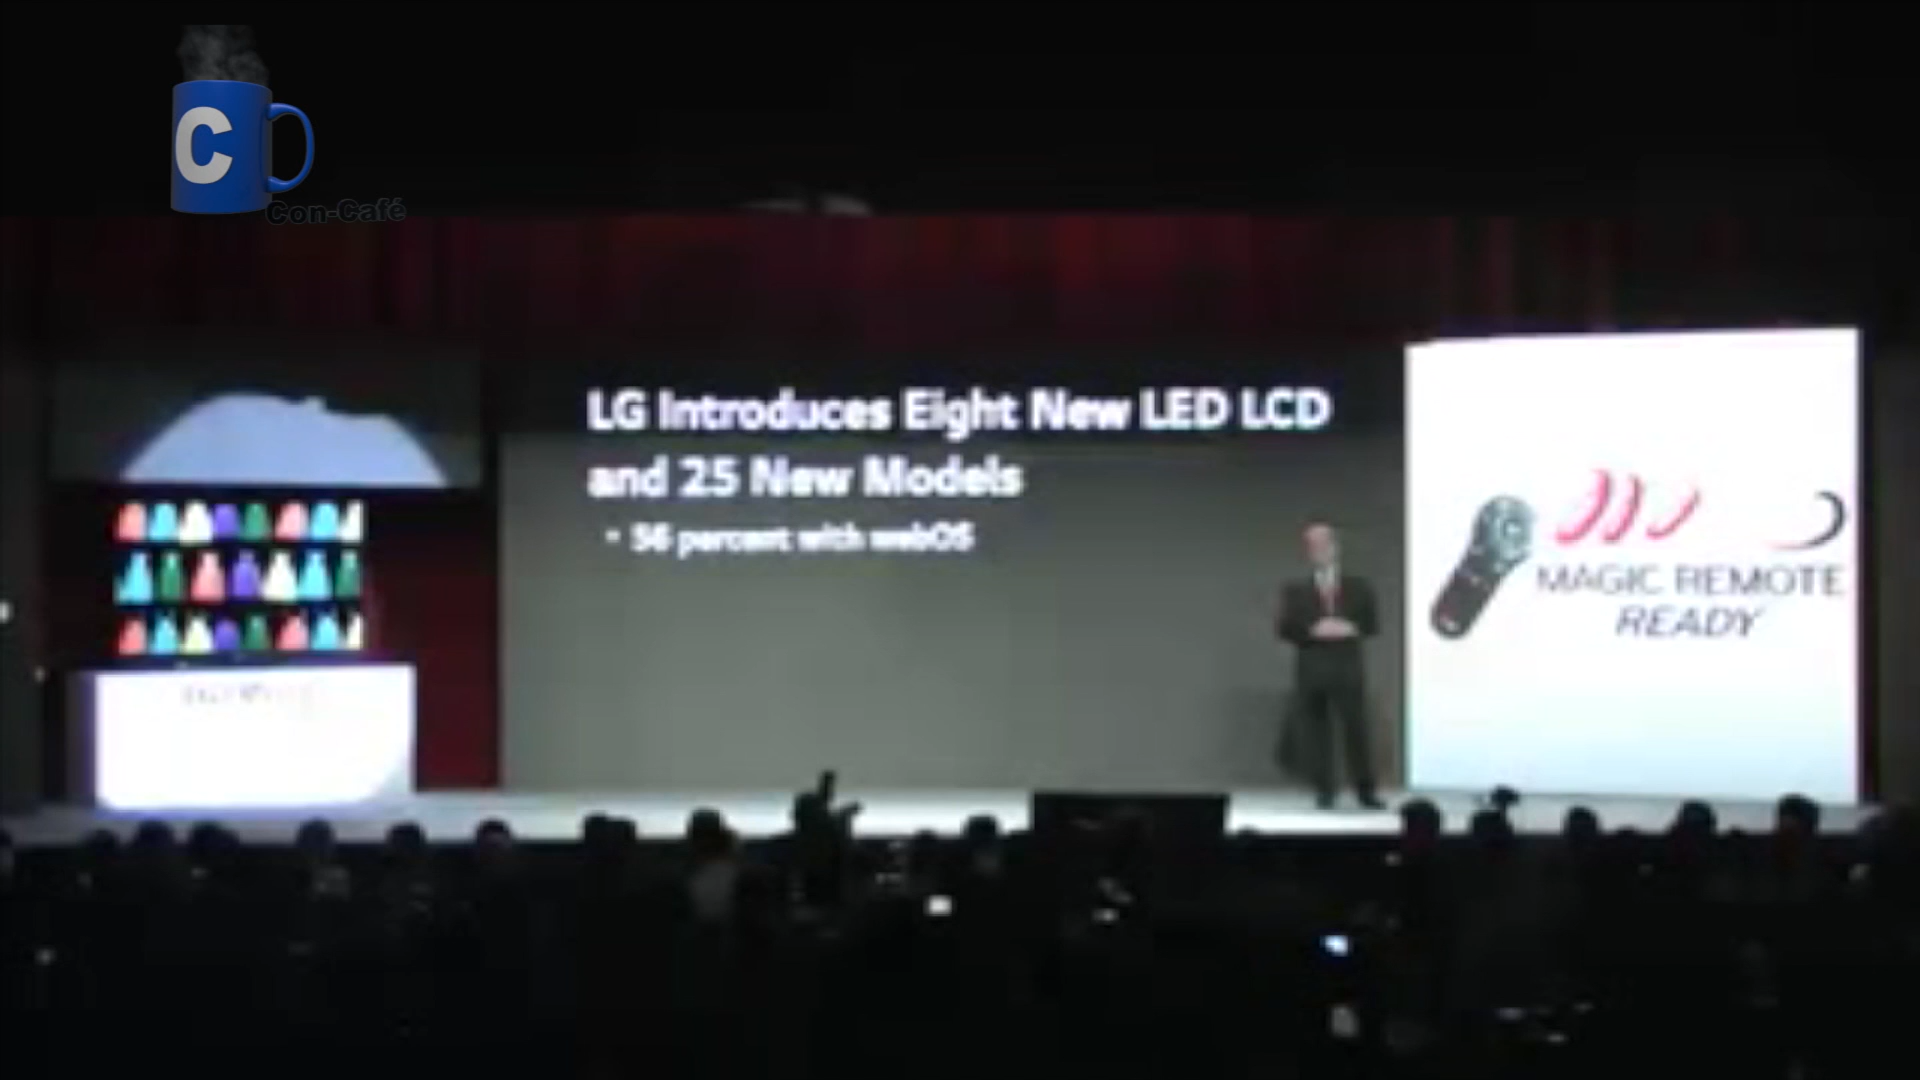 C
Con-Café
LG Introduces Eight New LED LCD
and 25 New Models
• 56 percent with webOS
MAGIC REMOTE
READY